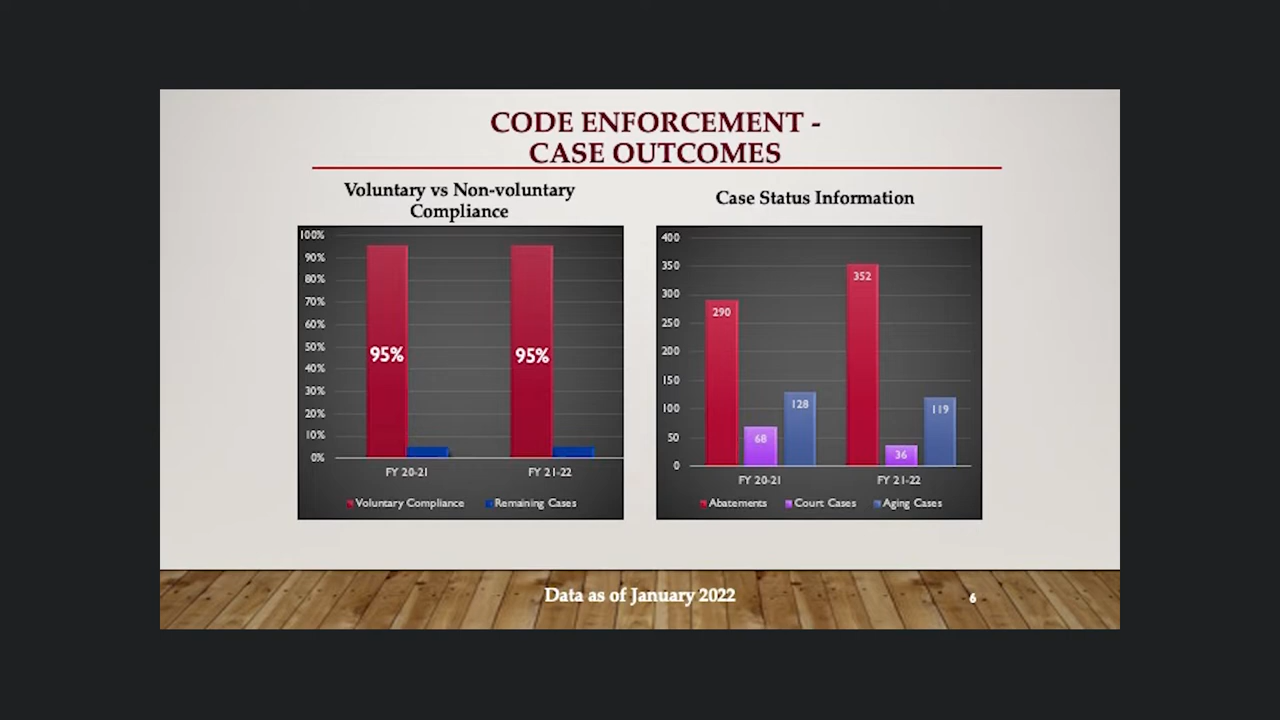 CODE ENFORCEMENT -
CASE OUTCOMES
Voluntary vs Non-voluntary
Compliance
100%
90%
80%
70%
60%
50%
40%
30%
20%
10%
0%
95%
95%
FY 20-21
FY 21-22
Voluntary Compliance
Remaining Cases
Case Status Information
400
350
300
250
200
150
100
50
0
290
68
128
352
36
119
FY 20-21
FY 21-22
Abatements
Court Cases
Aging Cases
Data as of January 2022
6